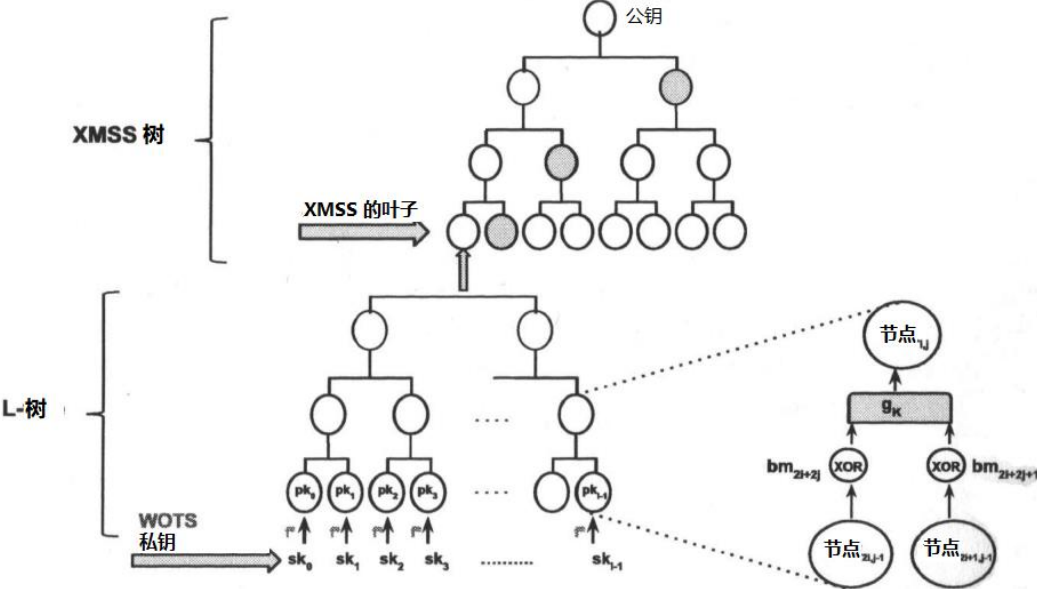 公钥
XMSS 树
XMSS 的叶子
L-树
节点i,j
gK
bm2i+2j XOR XOR bm2i+2j+1
pk0 pk1 pk2 pk3 .... pkl-1
节点2i,j-1 节点2i+1,j-1
WOTS
私钥
sk0 sk1 sk2 sk3 ......... skl-1